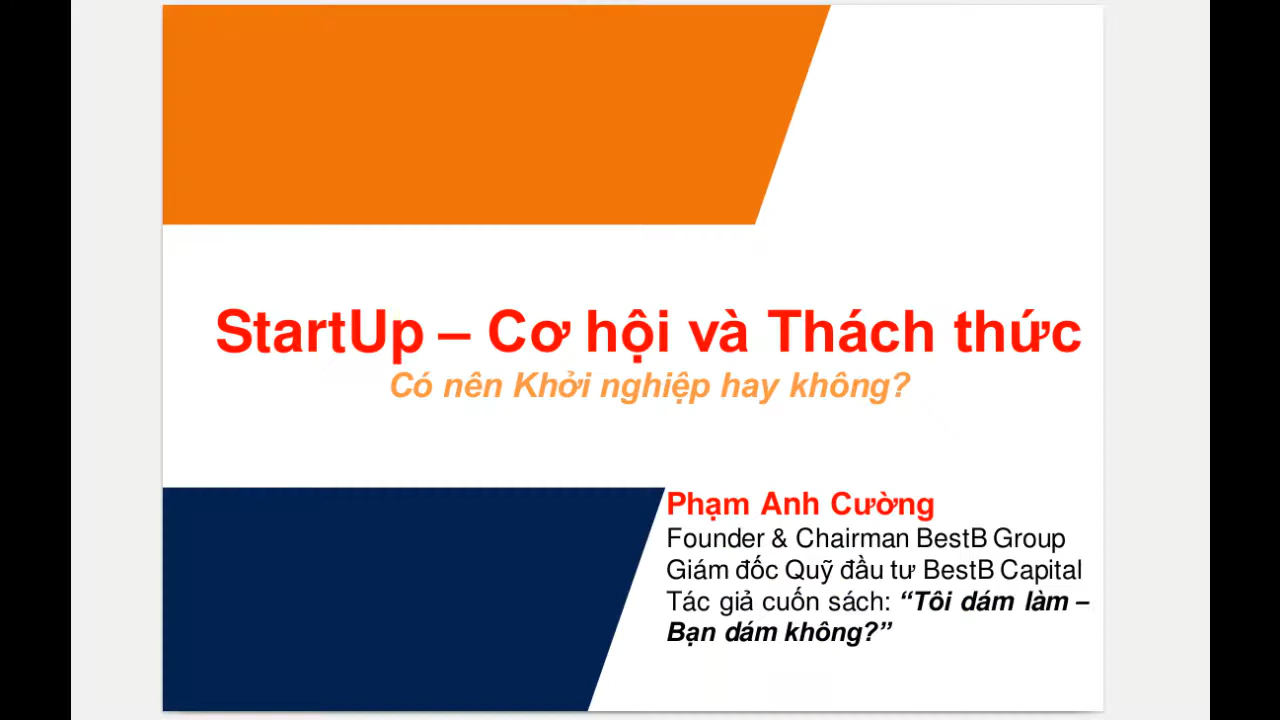 StartUp – Cơ hội và Thách thức
Có nên Khởi nghiệp hay không?
Phạm Anh Cường
Founder & Chairman BestB Group
Giám đốc Quỹ đầu tư BestB Capital
Tác giả cuốn sách: “Tôi dám làm –
Bạn dám không?”